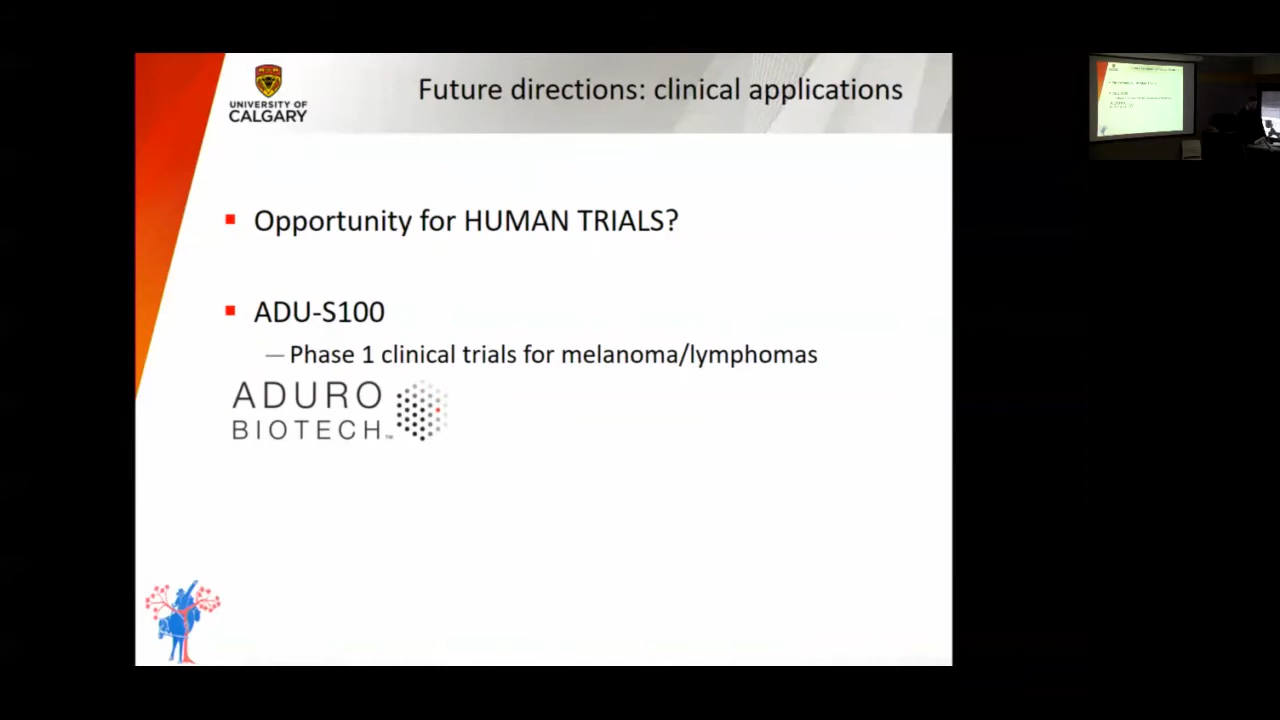 UNIVERSITY OF
CALGARY
Future directions: clinical applications
Opportunity for HUMAN TRIALS?
ADU-S100
— Phase 1 clinical trials for melanoma/lymphomas
ADURO
BIOTECH™